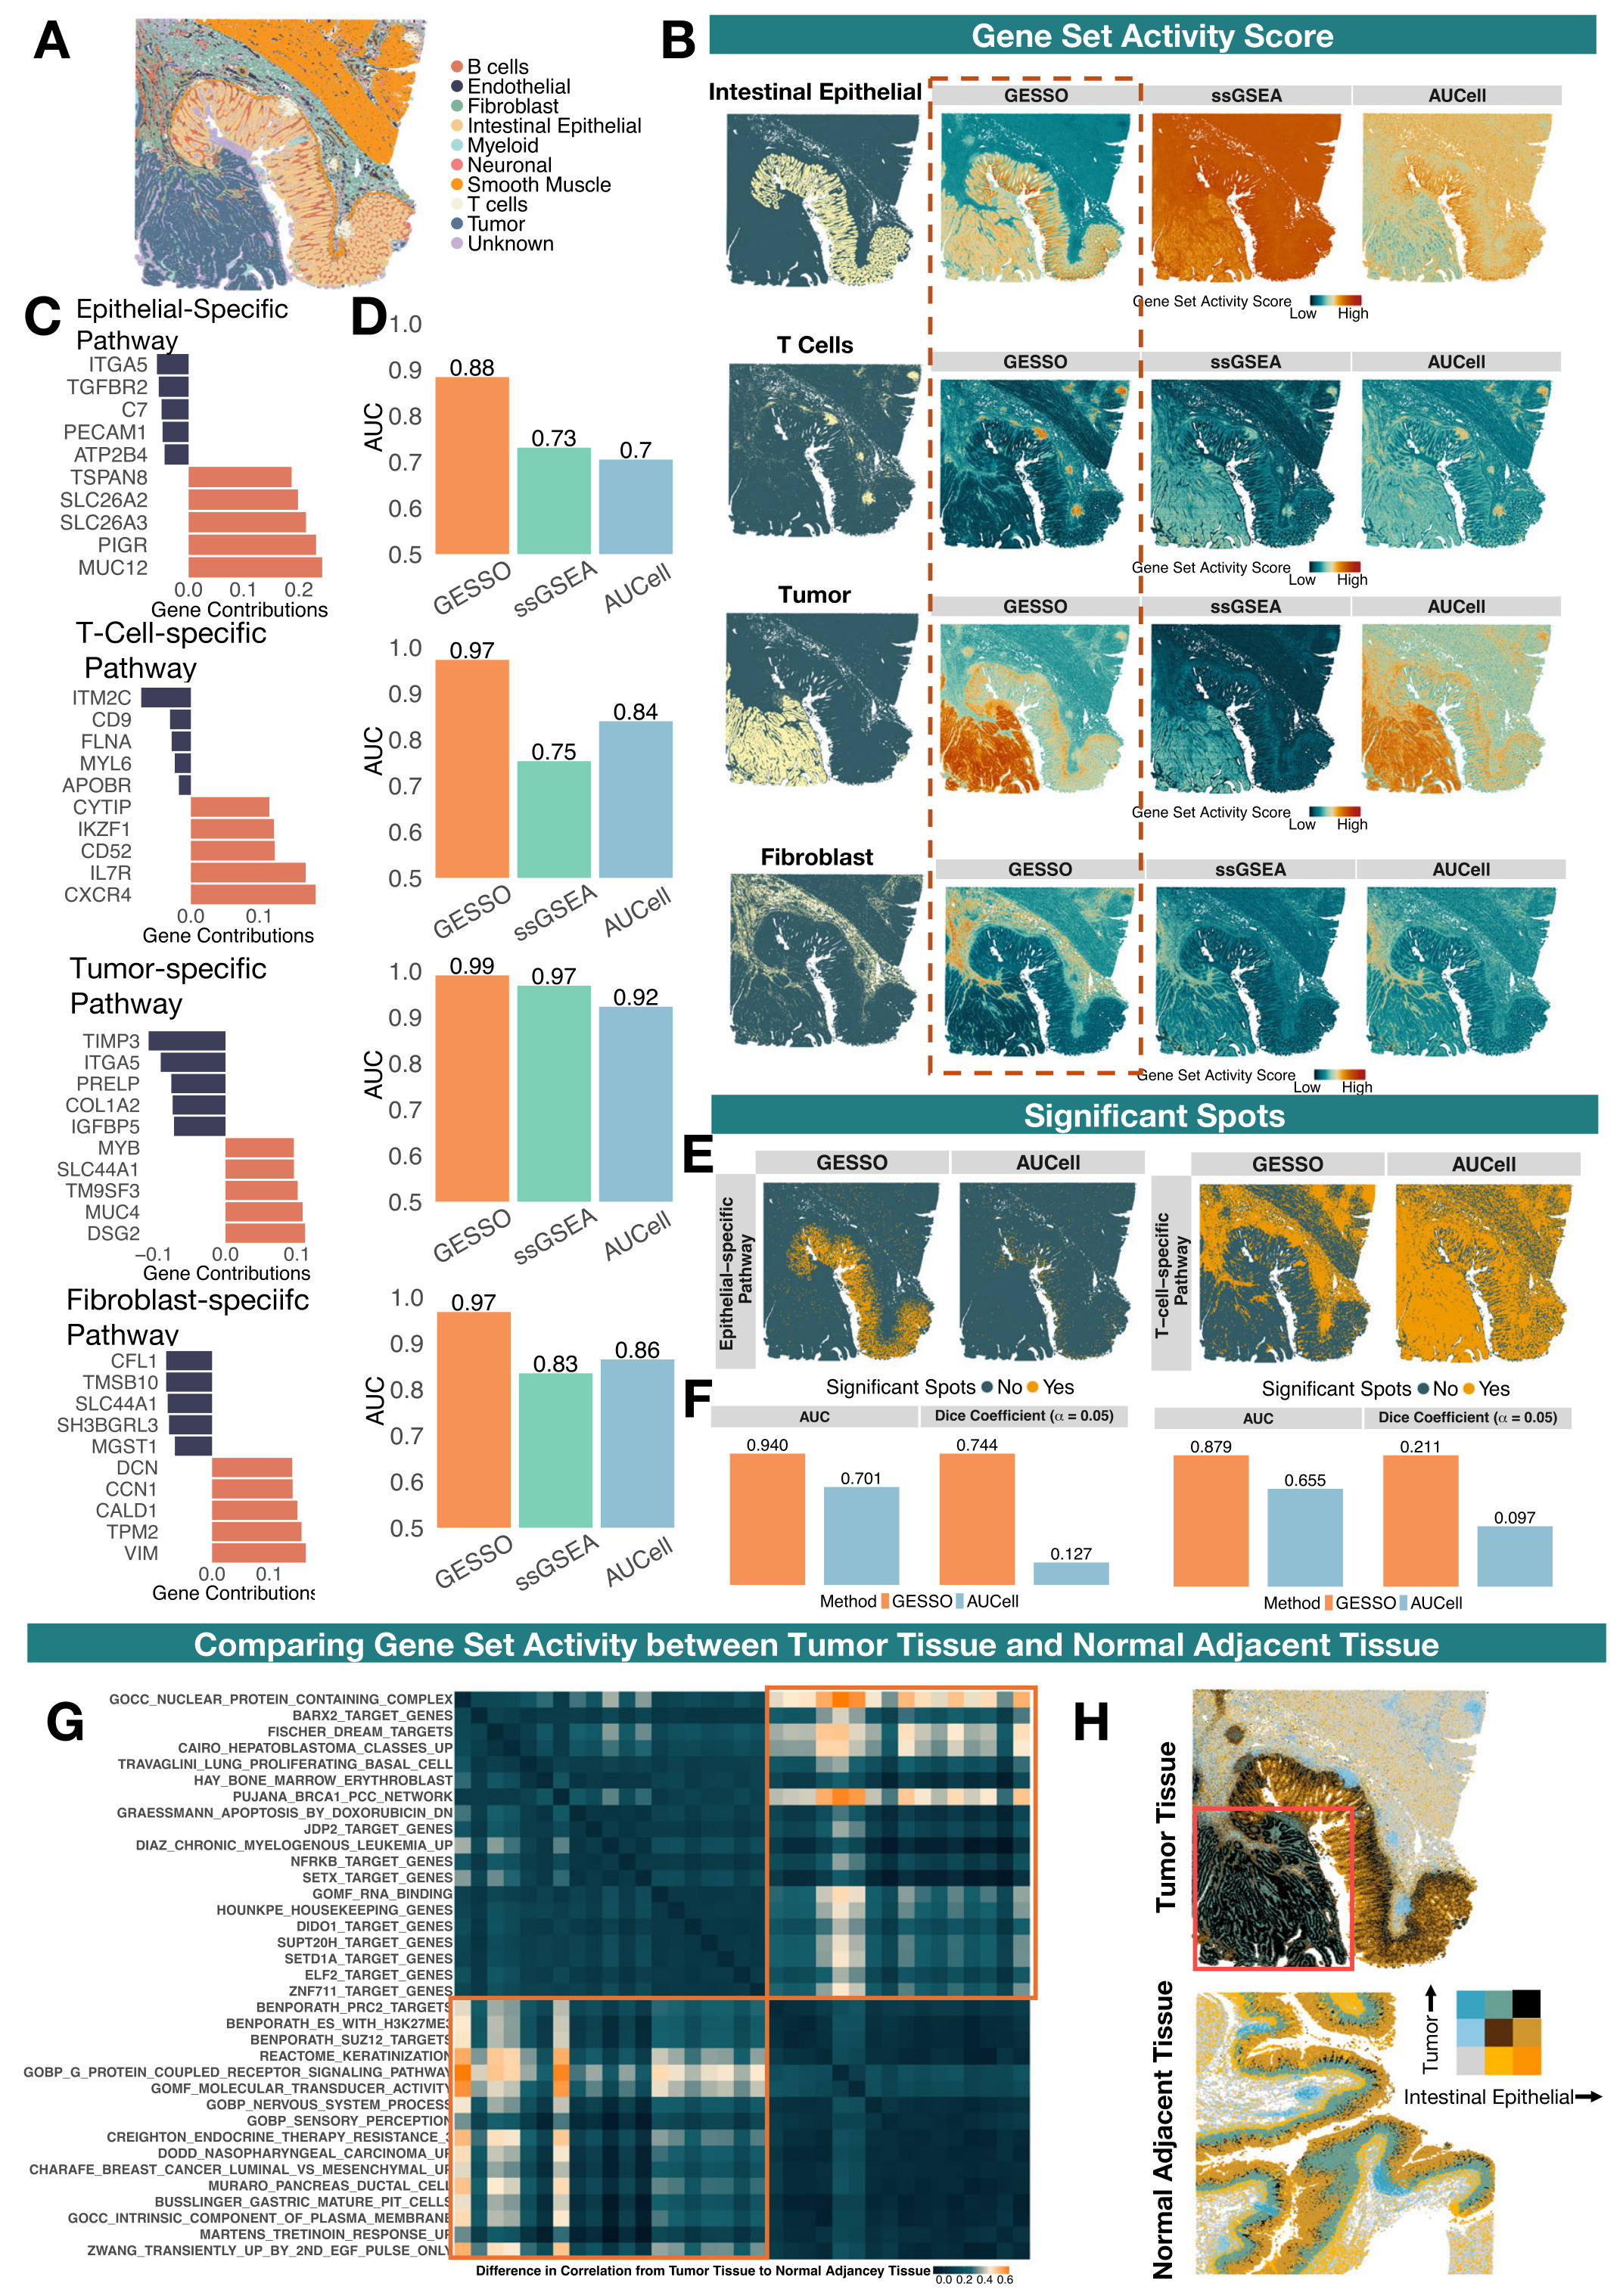 A
B cells
Endothelial
Fibroblast
Intestinal Epithelial
Myeloid
Neuronal
Smooth Muscle
T cells
Tumor
Unknown
B
Gene Set Activity Score
Intestinal Epithelial
GESSO
ssGSEA
AUCell
Gene Set Activity Score
Low High
T Cells
GESSO
ssGSEA
AUCell
Gene Set Activity Score
Low High
Tumor
GESSO
ssGSEA
AUCell
Gene Set Activity Score
Low High
Fibroblast
GESSO
ssGSEA
AUCell
Gene Set Activity Score
Low High
C
Epithelial-Specific
Pathway
ITGA5
TGFBR2
C7
PECAM1
ATP2B4
TSPAN8
SLC26A2
SLC26A3
PIGR
MUC12
0.0 0.1 0.2
Gene Contributions
T-Cell-specific
Pathway
ITM2C
CD9
FLNA
MYL6
APOBR
CYTIP
IKZF1
CD52
IL7R
CXCR4
0.0 0.1
Gene Contributions
Tumor-specific
Pathway
TIMP3
ITGA5
PRELP
COL1A2
IGFBP5
MYB
SLC44A1
TM9SF3
MUC4
DSG2
−0.1 0.0 0.1
Gene Contributions
Fibroblast-speciifc
Pathway
CFL1
TMSB10
SLC44A1
SH3BGRL3
MGST1
DCN
CCN1
CALD1
TPM2
VIM
0.0 0.1
Gene Contributions
D
1.0
0.9
0.8
0.7
0.6
0.5
AUC
0.88
0.73
0.7
GESSO
ssGSEA
AUCell
1.0
0.9
0.8
0.7
0.6
0.5
AUC
0.97
0.75
0.84
GESSO
ssGSEA
AUCell
1.0
0.9
0.8
0.7
0.6
0.5
AUC
0.99
0.97
0.92
GESSO
ssGSEA
AUCell
1.0
0.9
0.8
0.7
0.6
0.5
AUC
0.97
0.83
0.86
GESSO
ssGSEA
AUCell
Significant Spots
E
Epithelial−specific
Pathway
GESSO
AUCell
Significant Spots No Yes
T−cell−specific
Pathway
GESSO
AUCell
Significant Spots No Yes
F
AUC
Dice Coefficient (α = 0.05)
0.940
0.701
0.744
0.127
Method GESSO AUCell
AUC
Dice Coefficient (α = 0.05)
0.879
0.655
0.211
0.097
Method GESSO AUCell
Comparing Gene Set Activity between Tumor Tissue and Normal Adjacent Tissue
G
GOCC_NUCLEAR_PROTEIN_CONTAINING_COMPLEX
BARX2_TARGET_GENES
FISCHER_DREAM_TARGETS
CAIRO_HEPATOBLASTOMA_CLASSES_UP
TRAVAGLINI_LUNG_PROLIFERATING_BASAL_CELL
HAY_BONE_MARROW_ERYTHROBLAST
PUJANA_BRCA1_PCC_NETWORK
GRAESSMANN_APOPTOSIS_BY_DOXORUBICIN_DN
JDP2_TARGET_GENES
DIAZ_CHRONIC_MYELOGENOUS_LEUKEMIA_UP
NFRKB_TARGET_GENES
SETX_TARGET_GENES
GOMF_RNA_BINDING
HOUNKPE_HOUSEKEEPING_GENES
DIDO1_TARGET_GENES
SUPT20H_TARGET_GENES
SETD1A_TARGET_GENES
ELF2_TARGET_GENES
ZNF711_TARGET_GENES
BENPORATH_PRC2_TARGETS
BENPORATH_ES_WITH_H3K27ME3
BENPORATH_SUZ12_TARGETS
REACTOME_KERATINIZATION
GOBP_G_PROTEIN_COUPLED_RECEPTOR_SIGNALING_PATHWAY
GOMF_MOLECULAR_TRANSDUCER_ACTIVITY
GOBP_NERVOUS_SYSTEM_PROCESS
GOBP_SENSORY_PERCEPTION
CREIGHTON_ENDOCRINE_THERAPY_RESISTANCE_3
DODD_NASOPHARYNGEAL_CARCINOMA_UP
CHARAFE_BREAST_CANCER_LUMINAL_VS_MESENCHYMAL_UP
MURARO_PANCREAS_DUCTAL_CELL
BUSSLINGER_GASTRIC_MATURE_PIT_CELLS
GOCC_INTRINSIC_COMPONENT_OF_PLASMA_MEMBRANE
MARTENS_TRETINOIN_RESPONSE_UP
ZWANG_TRANSIENTLY_UP_BY_2ND_EGF_PULSE_ONLY
Difference in Correlation from Tumor Tissue to Normal Adjancey Tissue
0.0 0.2 0.4 0.6
H
Tumor Tissue
Normal Adjacent Tissue
Tumor
Intestinal Epithelial